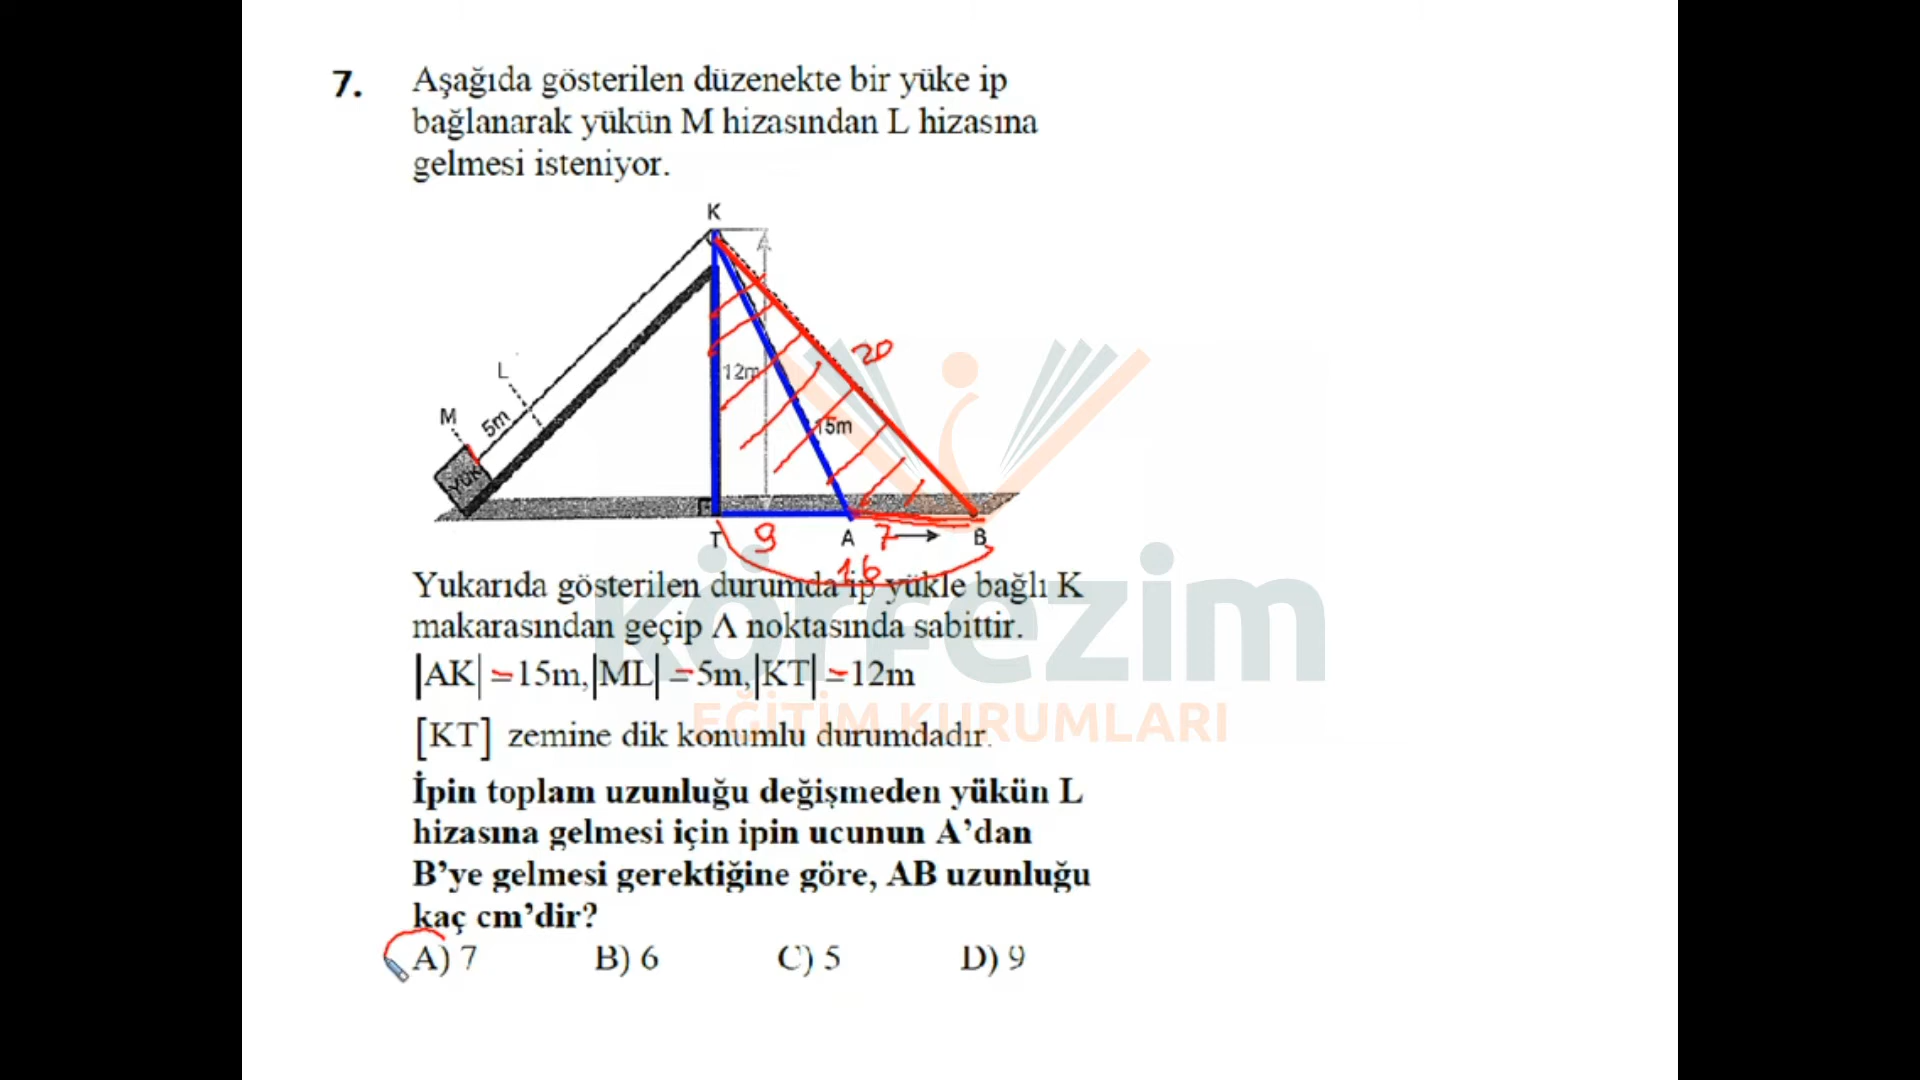 7. Aşağıda gösterilen düzenekte bir yüke ip
bağlanarak yükün M hizasından L hizasına
gelmesi isteniyor.
K
20
12m
L
M
5m
15m
YÜK
T 9 A 7 B
16
Yukarıda gösterilen durumda ip yükle bağlı K
makarasından geçip A noktasında sabittir.
|AK|=15m,|ML|=5m,|KT|=12m
[KT] zemine dik konumlu durumdadır.
İpin toplam uzunluğu değişmeden yükün L
hizasına gelmesi için ipin ucunun A’dan
B’ye gelmesi gerektiğine göre, AB uzunluğu
kaç cm’dir?
A) 7 B) 6 C) 5 D) 9
körfezim
EĞİTİM KURUMLARI